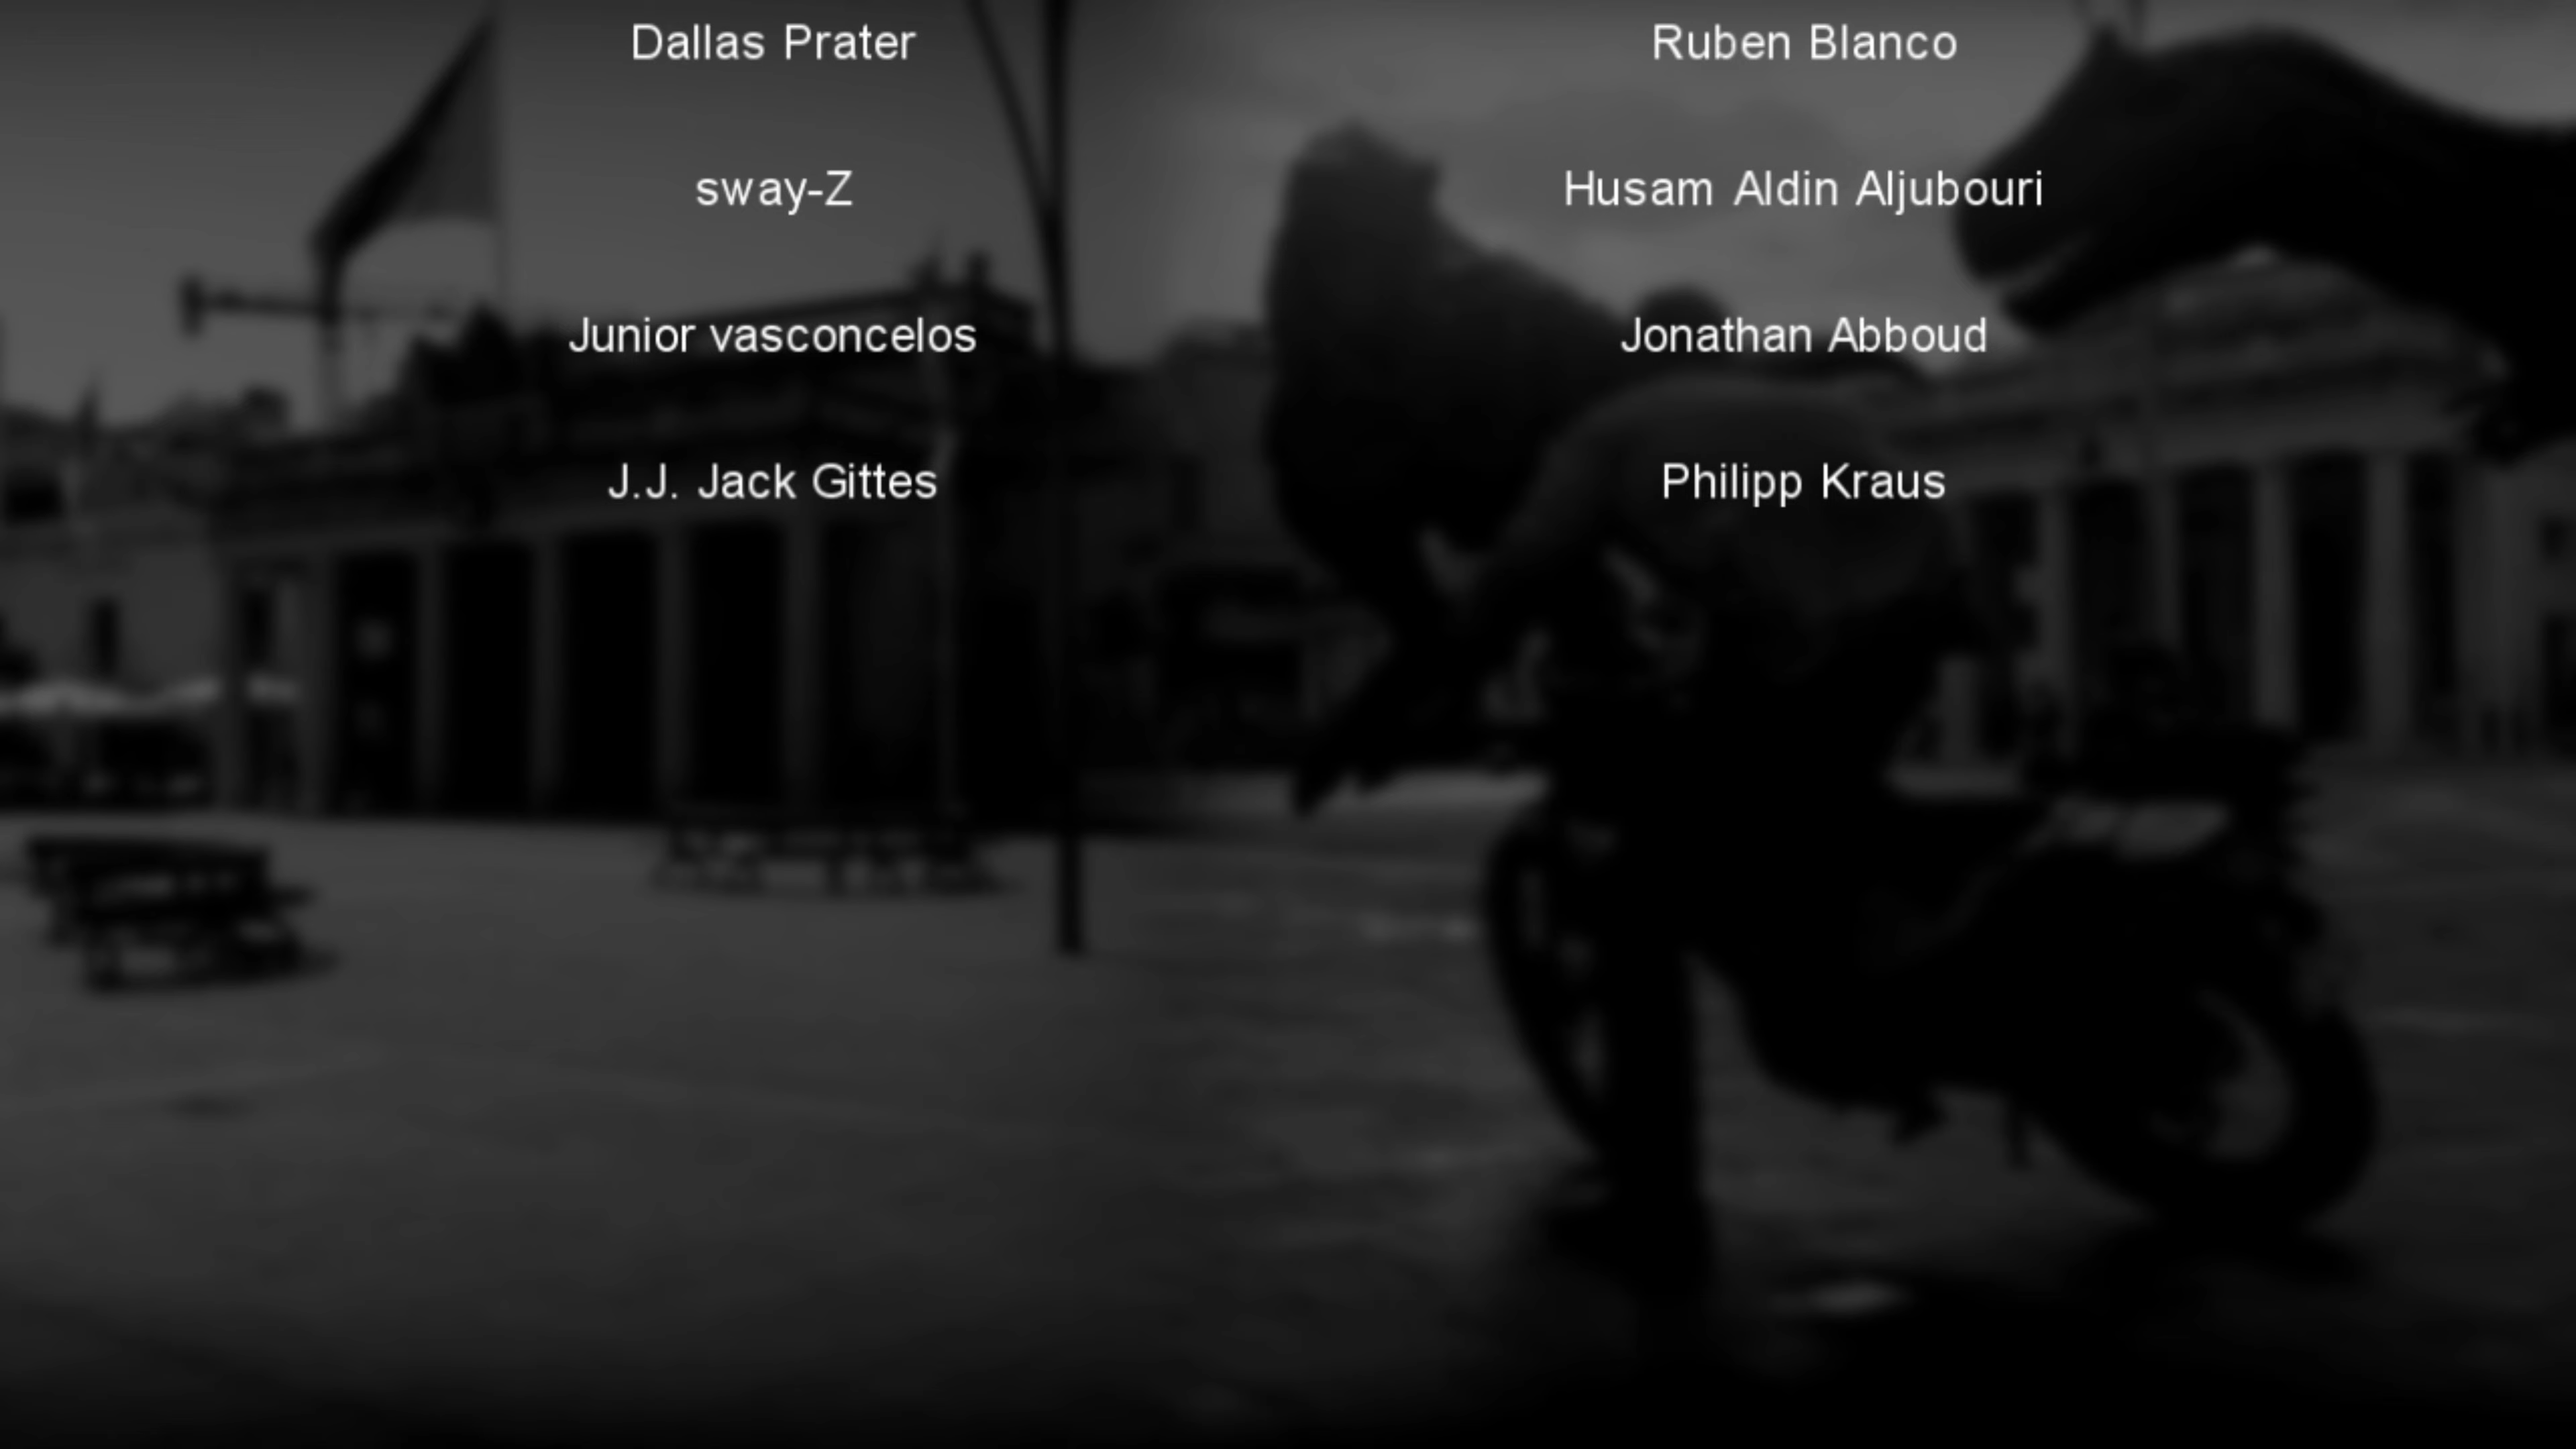 Dallas Prater
Ruben Blanco
sway-Z
Husam Aldin Aljubouri
Junior vasconcelos
Jonathan Abboud
J.J. Jack Gittes
Philipp Kraus